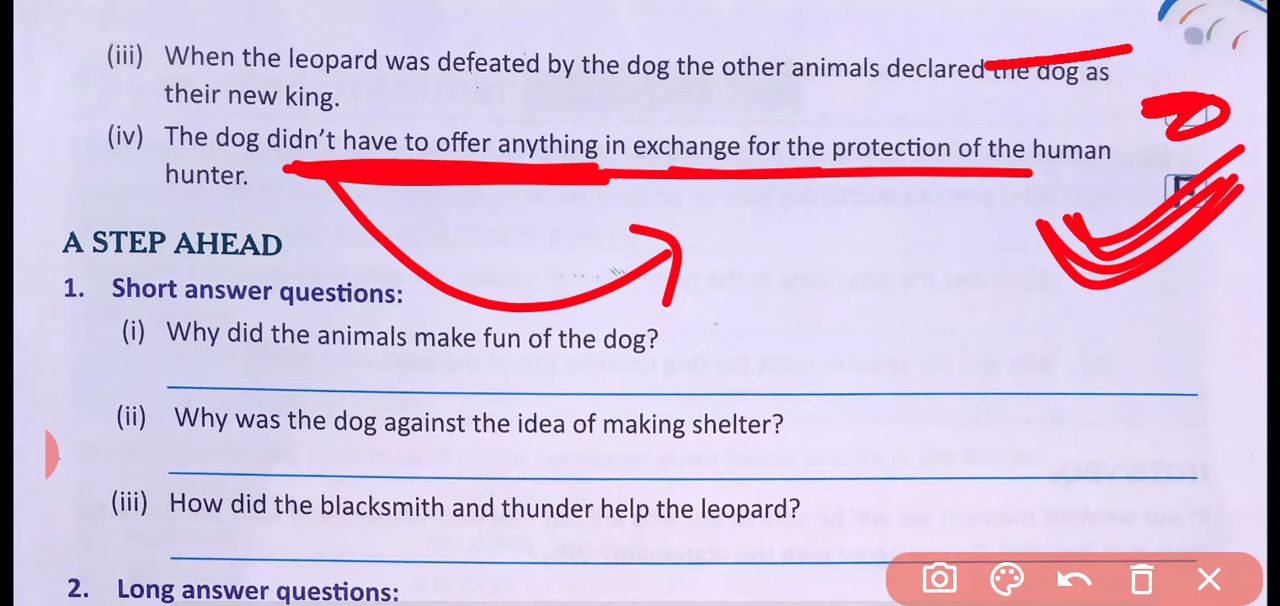 (iii) When the leopard was defeated by the dog the other animals declared the dog as
their new king.
(iv) The dog didn't have to offer anything in exchange for the protection of the human
hunter.
A STEP AHEAD
1. Short answer questions:
(i) Why did the animals make fun of the dog?
(ii) Why was the dog against the idea of making shelter?
(iii) How did the blacksmith and thunder help the leopard?
2. Long answer questions: